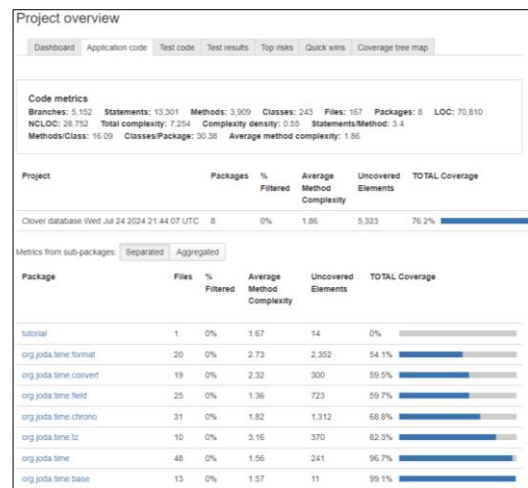 Project overview
Dashboard Application code Test code Test results Top risks Quick wins Coverage tree map
Code metrics
Branches: 5,152 Statements: 13,301 Methods: 3,909 Classes: 243 Files: 167 Packages: 8 LOC: 70,810
NCLOC: 28,752 Total complexity: 7,254 Complexity density: 0.55 Statements/Method: 3.4
Methods/Class: 16.09 Classes/Package: 30.38 Average method complexity: 1.86
Project Packages % Filtered Average Method Complexity Uncovered Elements TOTAL Coverage
Clover database Wed Jul 24 2024 21:44:07 UTC 8 0% 1.86 5,323 76.2%
Metrics from sub-packages: Separated Aggregated
Package Files % Filtered Average Method Complexity Uncovered Elements TOTAL Coverage
tutorial 1 0% 1.67 14 0%
org.joda.time.format 20 0% 2.73 2,352 54.1%
org.joda.time.convert 19 0% 2.32 300 59.5%
org.joda.time.field 25 0% 1.36 723 59.7%
org.joda.time.chrono 31 0% 1.82 1,312 68.8%
org.joda.time.tz 10 0% 3.16 370 82.3%
org.joda.time 48 0% 1.56 241 96.7%
org.joda.time.base 13 0% 1.57 11 99.1%